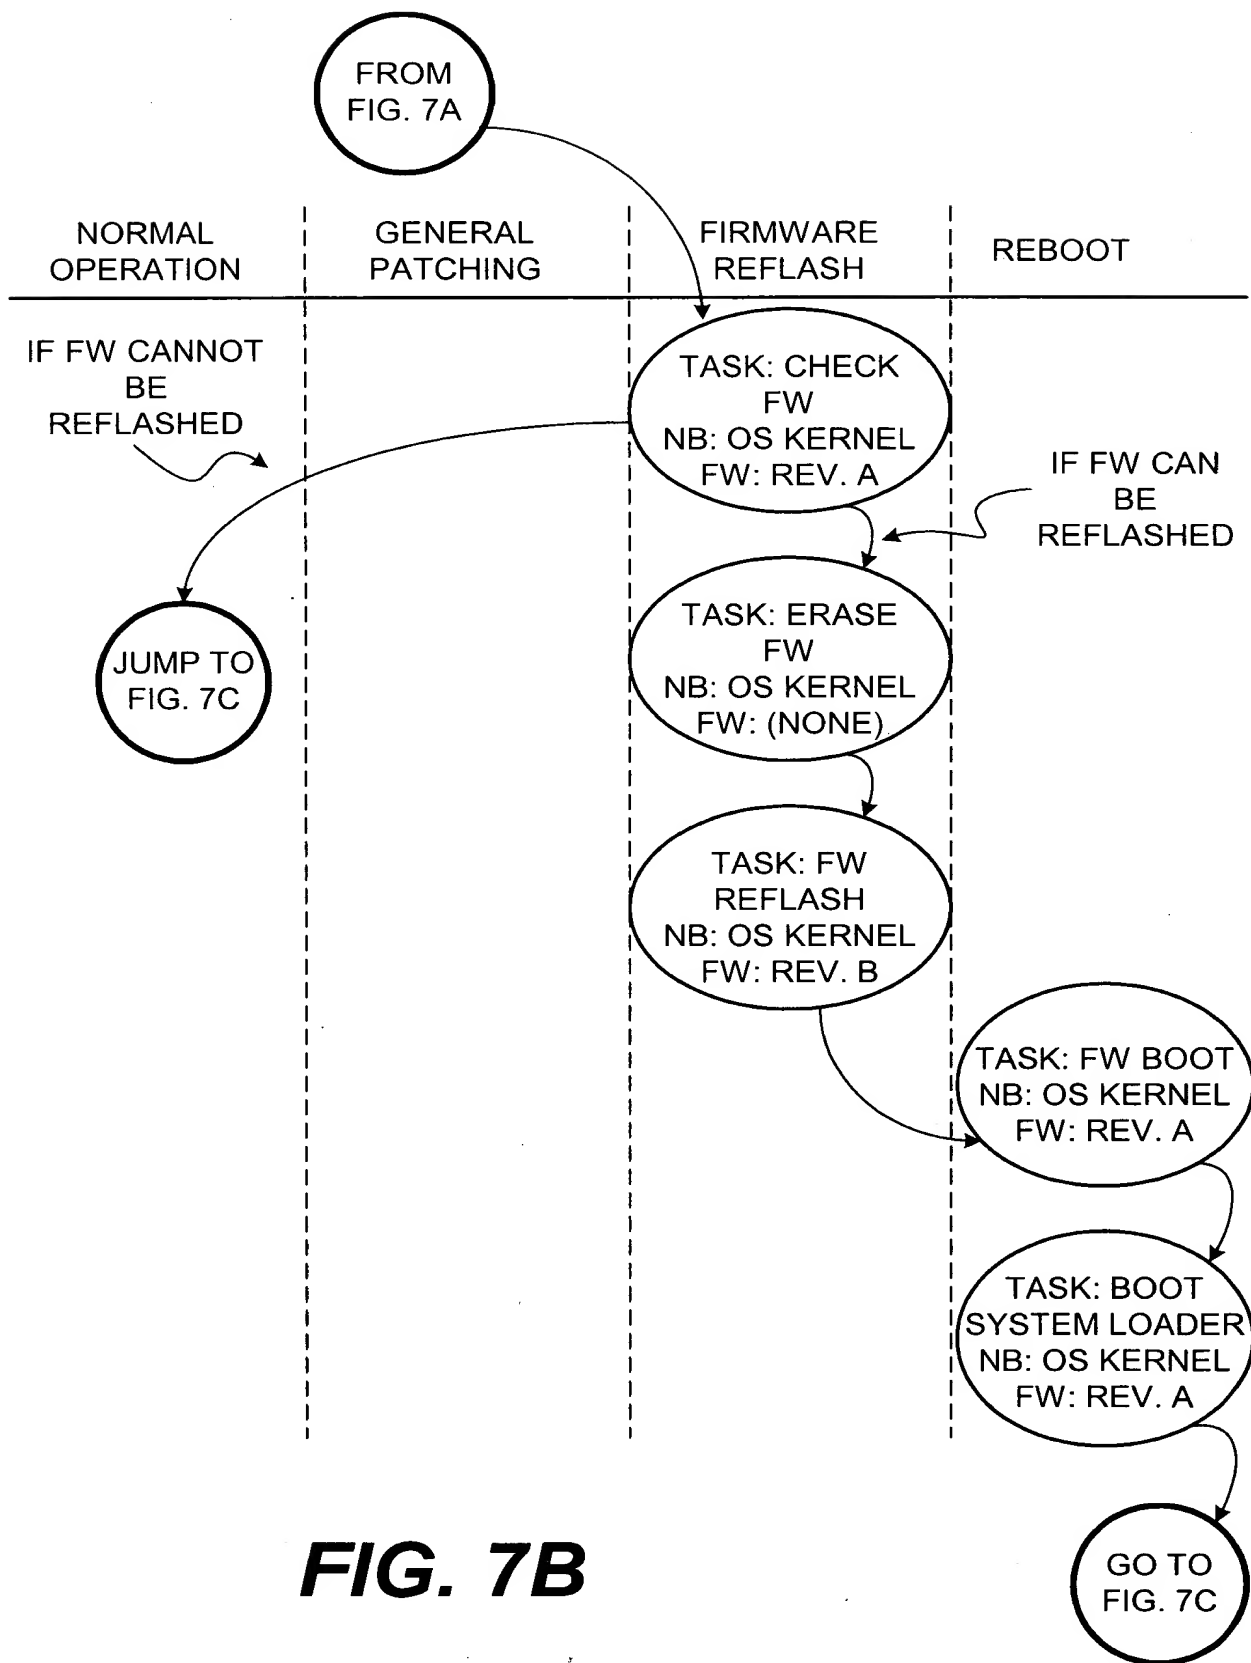 FROM
FIG. 7A
NORMAL
OPERATION
GENERAL
PATCHING
FIRMWARE
REFLASH
REBOOT
IF FW CANNOT
BE
REFLASHED
TASK: CHECK
FW
NB: OS KERNEL
FW: REV. A
IF FW CAN
BE
REFLASHED
JUMP TO
FIG. 7C
TASK: ERASE
FW
NB: OS KERNEL
FW: (NONE)
TASK: FW
REFLASH
NB: OS KERNEL
FW: REV. B
TASK: FW BOOT
NB: OS KERNEL
FW: REV. A
TASK: BOOT
SYSTEM LOADER
NB: OS KERNEL
FW: REV. A
GO TO
FIG. 7C
FIG. 7B